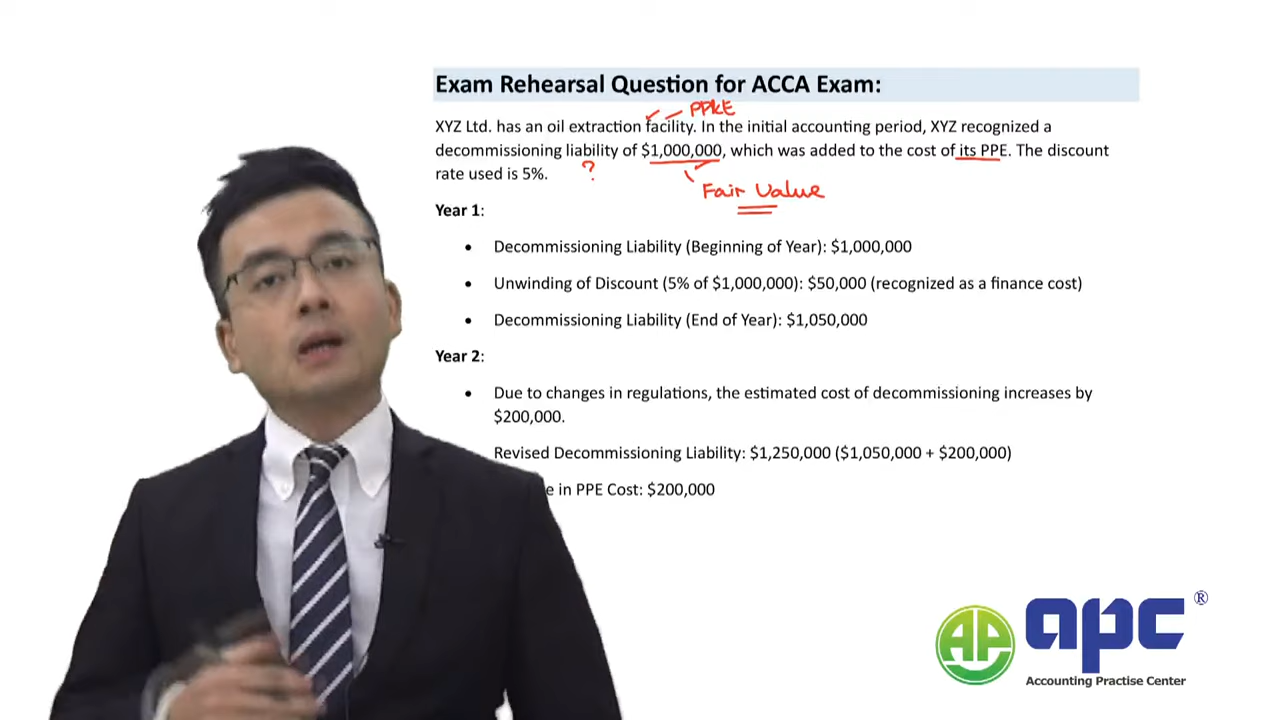 Exam Rehearsal Question for ACCA Exam:
PP&E
XYZ Ltd. has an oil extraction facility. In the initial accounting period, XYZ recognized a
decommissioning liability of $1,000,000, which was added to the cost of its PPE. The discount
rate used is 5%.
?
Fair Value
Year 1:
• Decommissioning Liability (Beginning of Year): $1,000,000
• Unwinding of Discount (5% of $1,000,000): $50,000 (recognized as a finance cost)
• Decommissioning Liability (End of Year): $1,050,000
Year 2:
• Due to changes in regulations, the estimated cost of decommissioning increases by
$200,000.
Revised Decommissioning Liability: $1,250,000 ($1,050,000 + $200,000)
in PPE Cost: $200,000
AP apc ®
Accounting Practise Center